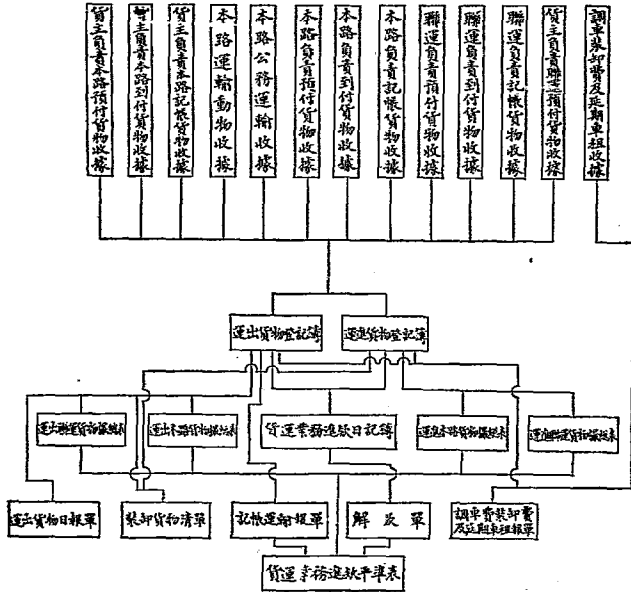 貨主負責本路預付貨物收據
貨主負責本路到付貨物收據
貨主負責本路記帳貨物收據
本路運輸動物收據
本路公務運輸收據
本路負責預付貨物收據
本路負責到付貨物收據
本路負責記帳貨物收據
聯運負責預付貨物收據
聯運負責到付貨物收據
聯運負責記帳貨物收據
貨主負責聯運預付貨物收據
調車裝卸費及延期車租收據
運出貨物登記簿
運進貨物登記簿
運出聯運貨物撮總表
運出本路貨物撮總表
貨運業務進款日記簿
運進本路貨物撮總表
運進聯運貨物撮總表
運出貨物日報單
裝卸貨物清單
記帳運輸報單
解款單
調車費裝卸費
及延期車租報單
貨運業務進款平準表